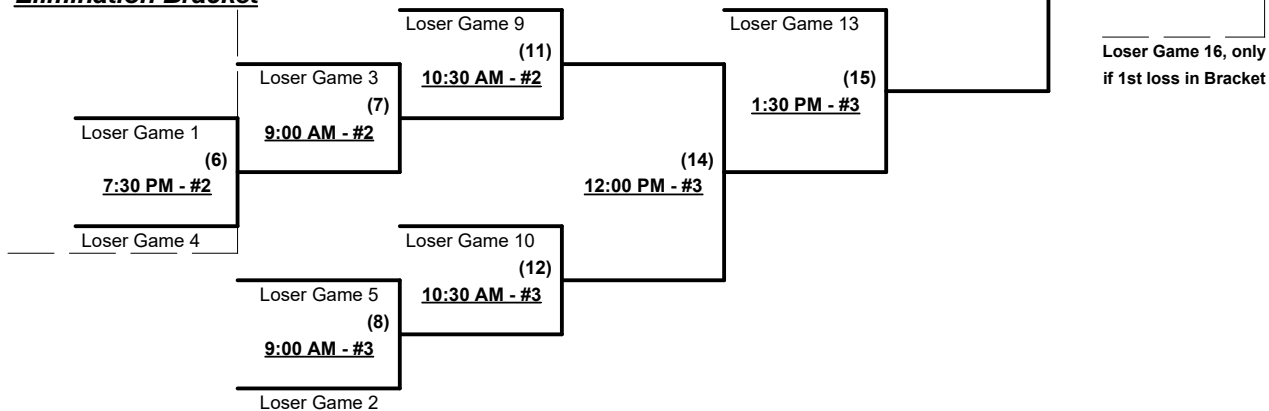 Elimination Bracket
Loser Game 9
Loser Game 13
(11)
Loser Game 16, only
if 1st loss in Bracket
Loser Game 3
10:30 AM - #2
(15)
(7)
1:30 PM - #3
Loser Game 1
9:00 AM - #2
(6)
(14)
7:30 PM - #2
12:00 PM - #3
Loser Game 4
Loser Game 10
(12)
Loser Game 5
10:30 AM - #3
(8)
9:00 AM - #3
Loser Game 2